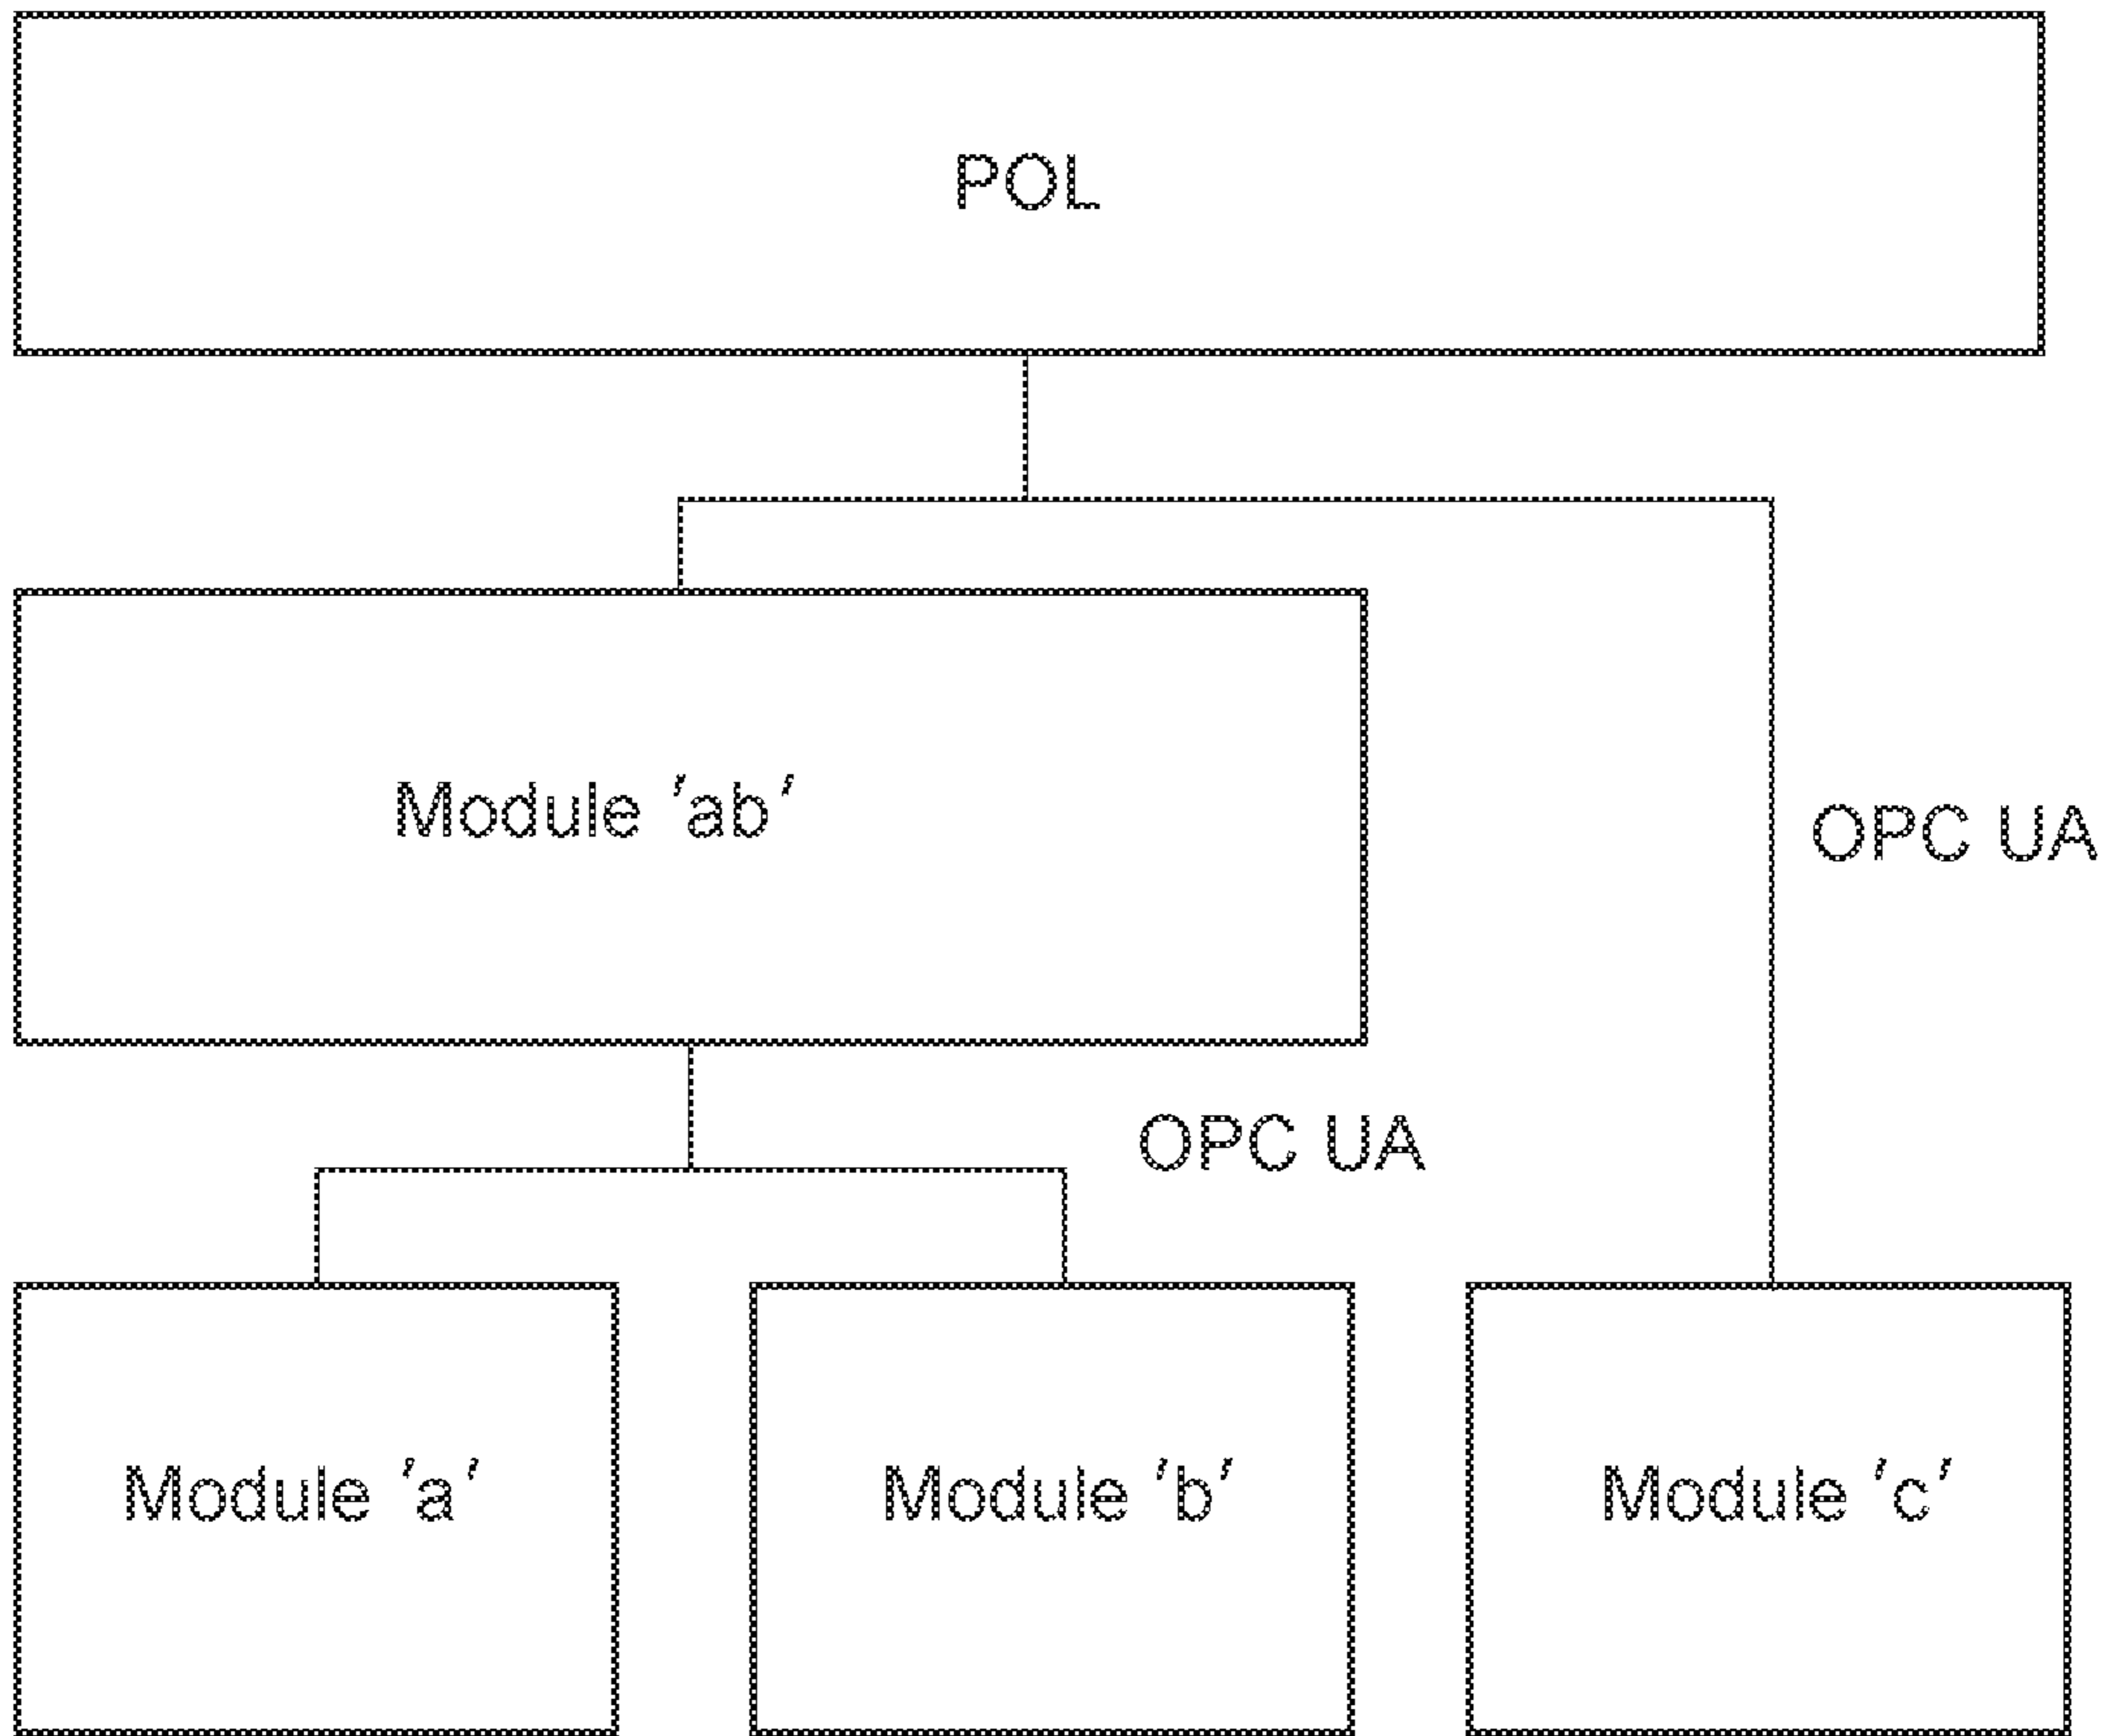 POL
Module 'ab'
OPC UA
OPC UA
Module 'a'
Module 'b'
Module 'c'